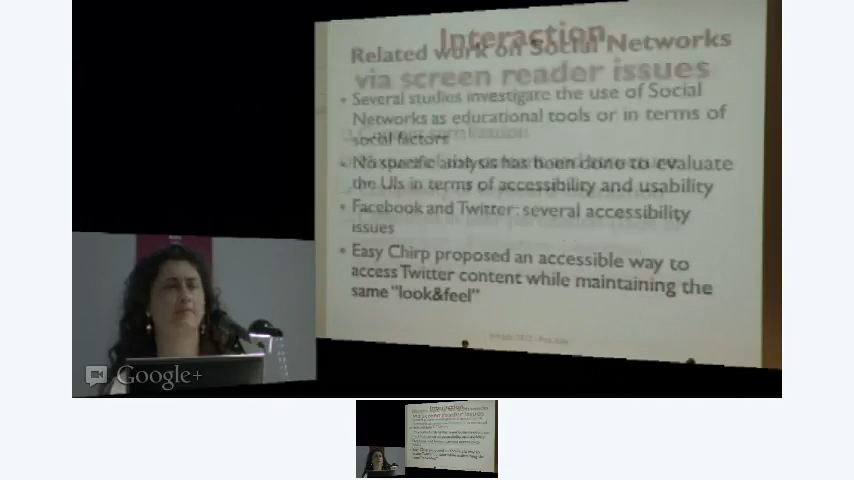 Interaction
Related work on Social Networks
via screen reader issues
• Several studies investigate the use of Social
Networks as educational tools or in terms of
social factors
• No specific analysis has been done to evaluate
the UIs in terms of accessibility and usability
• Facebook and Twitter: several accessibility
issues
• Easy Chirp proposed an accessible way to
access Twitter content while maintaining the
same "look&feel"
Google+